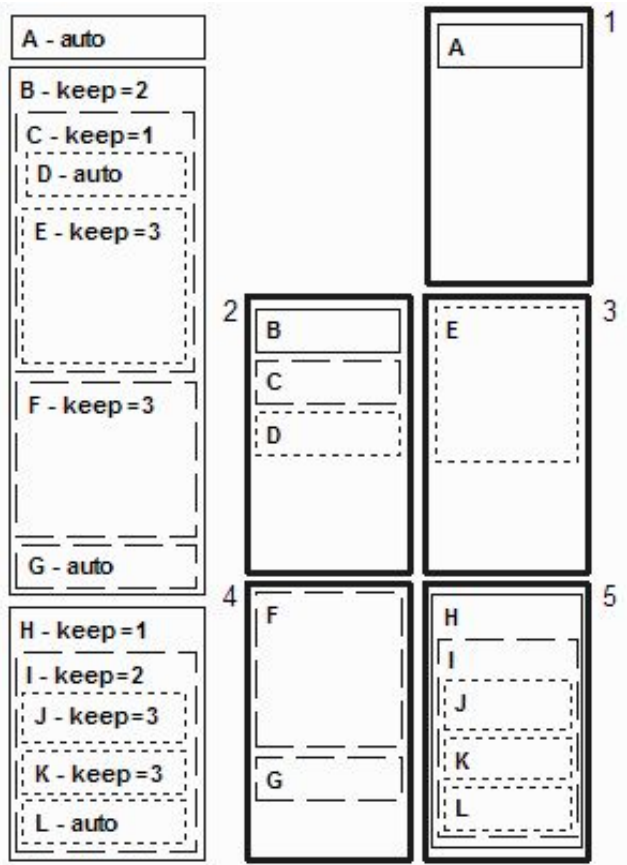 A - auto
B - keep=2
C - keep=1
D - auto
E - keep=3
F - keep=3
G - auto
H - keep=1
I - keep=2
J - keep=3
K - keep=3
L - auto
1
A
2
B
C
D
3
E
4
F
G
5
H
I
J
K
L